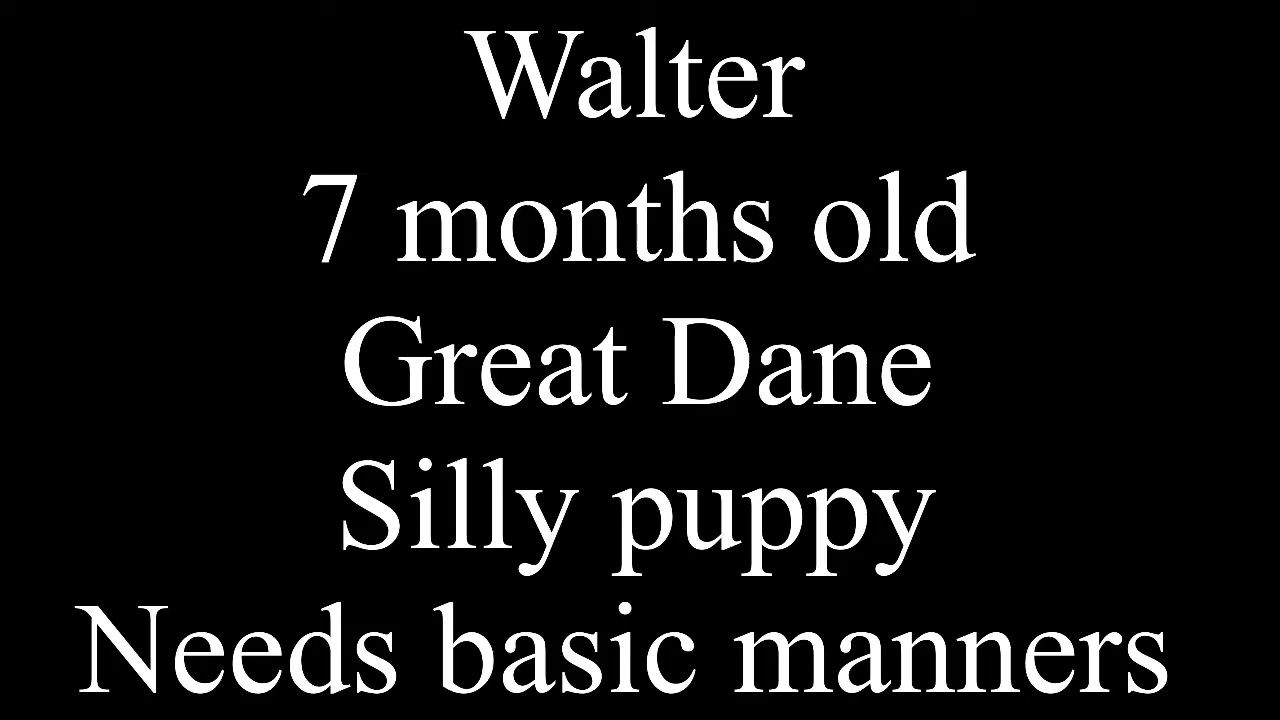 Walter
7 months old
Great Dane
Silly puppy
Needs basic manners